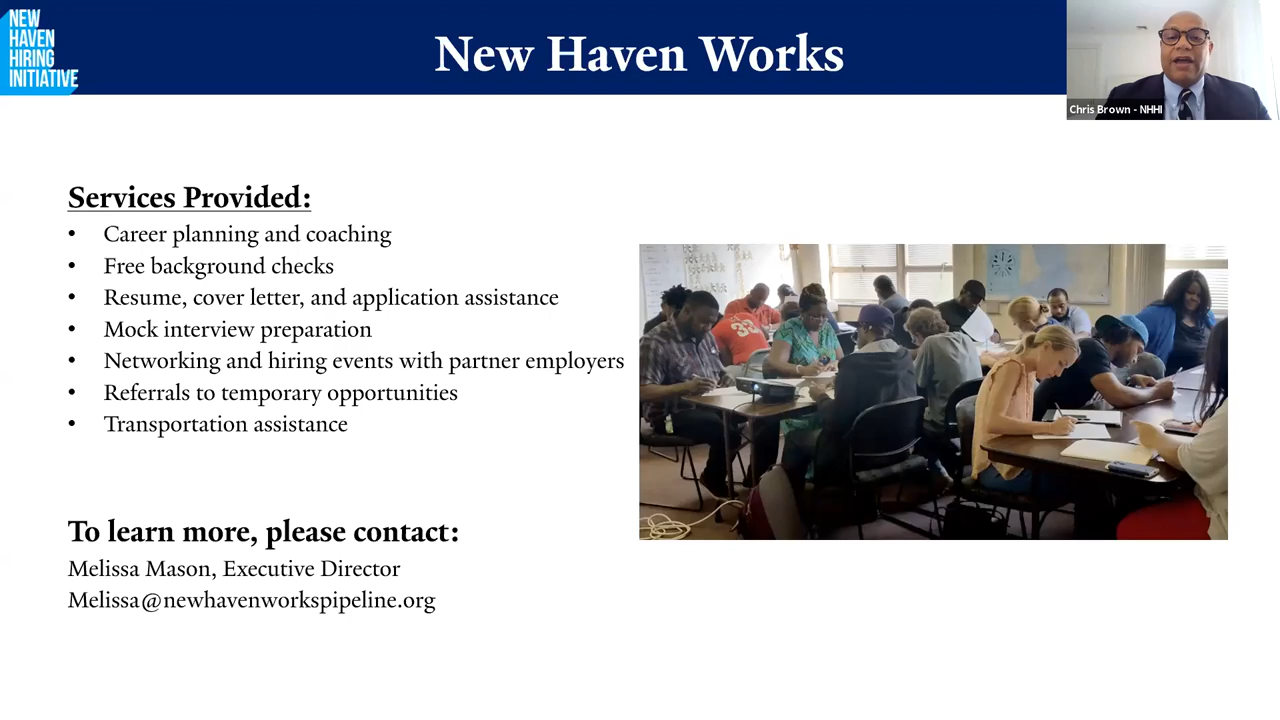 NEW
HAVEN
HIRING
INITIATIVE
New Haven Works
Chris Brown - NHHI
Services Provided:
• Career planning and coaching
• Free background checks
• Resume, cover letter, and application assistance
• Mock interview preparation
• Networking and hiring events with partner employers
• Referrals to temporary opportunities
• Transportation assistance
33
To learn more, please contact:
Melissa Mason, Executive Director
Melissa@newhavenworkspipeline.org